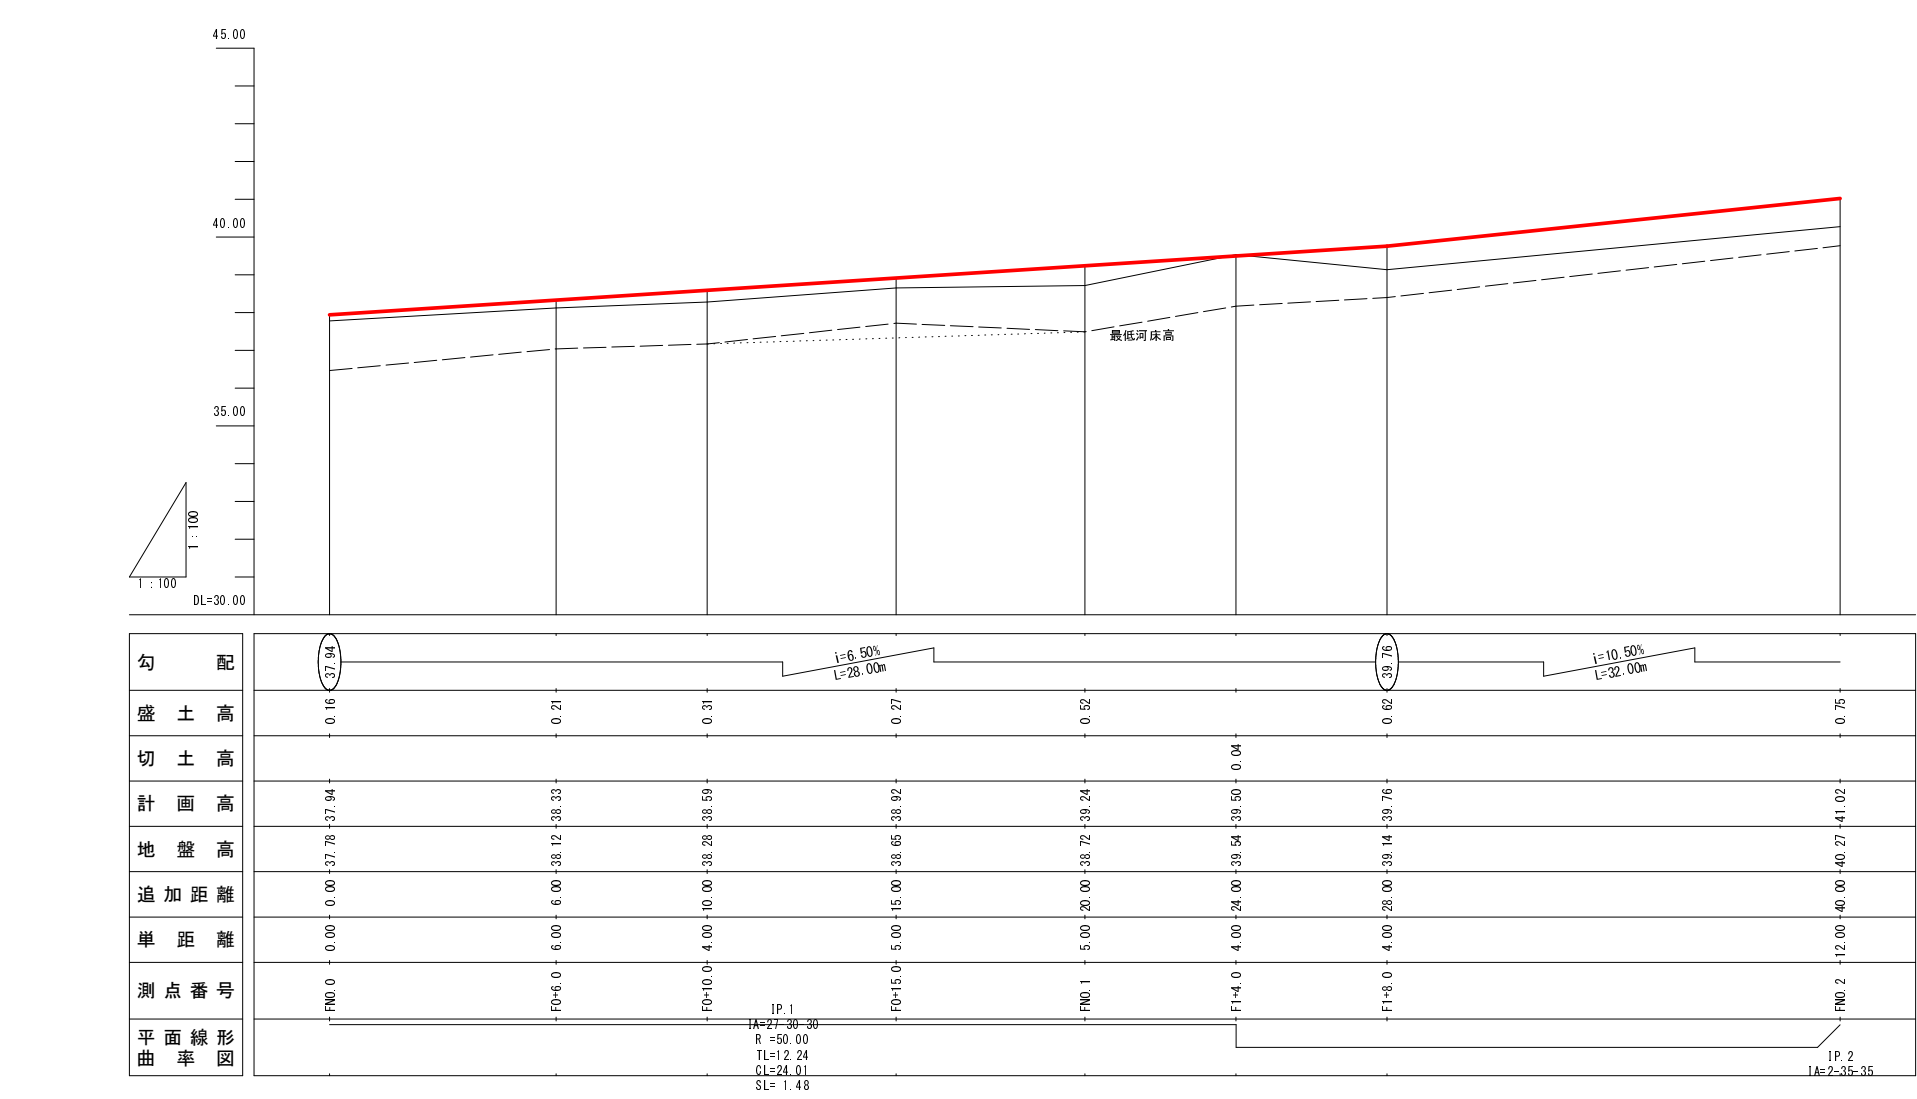 45.00
40.00
35.00
1 : 100
1 : 100
DL=30.00
最低河床高
勾配
37.94
i=6.50%
L=28.00m
39.76
i=10.50%
L=32.00m
盛土高
0.16
0.21
0.31
0.27
0.52
0.62
0.75
切土高
0.04
計画高
37.94
38.33
38.59
38.92
39.24
39.50
39.76
41.02
地盤高
37.78
38.12
38.28
38.65
38.72
39.54
39.14
40.27
追加距離
0.00
6.00
10.00
15.00
20.00
24.00
28.00
40.00
単距離
0.00
6.00
4.00
5.00
5.00
4.00
4.00
12.00
測点番号
FNO.0
F0+6.0
F0+10.0
F0+15.0
FNO.1
F1+4.0
F1+8.0
FNO.2
平面線形
曲率図
IP.1
IA=27-30-30
R =50.00
TL=12.24
CL=24.01
SL= 1.48
IP.2
IA=2-35-35